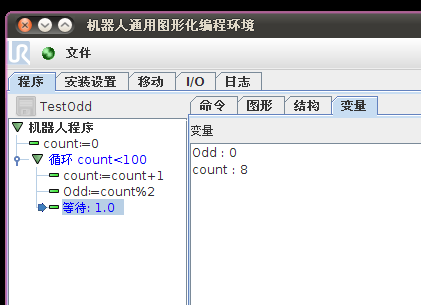 机器人通用图形化编程环境
文件
程序 安装设置 移动 I/O 日志
TestOdd
命令 图形 结构 变量
机器人程序
count:=0
循环 count<100
count:=count+1
Odd:=count%2
等待: 1.0
变量
Odd : 0
count : 8